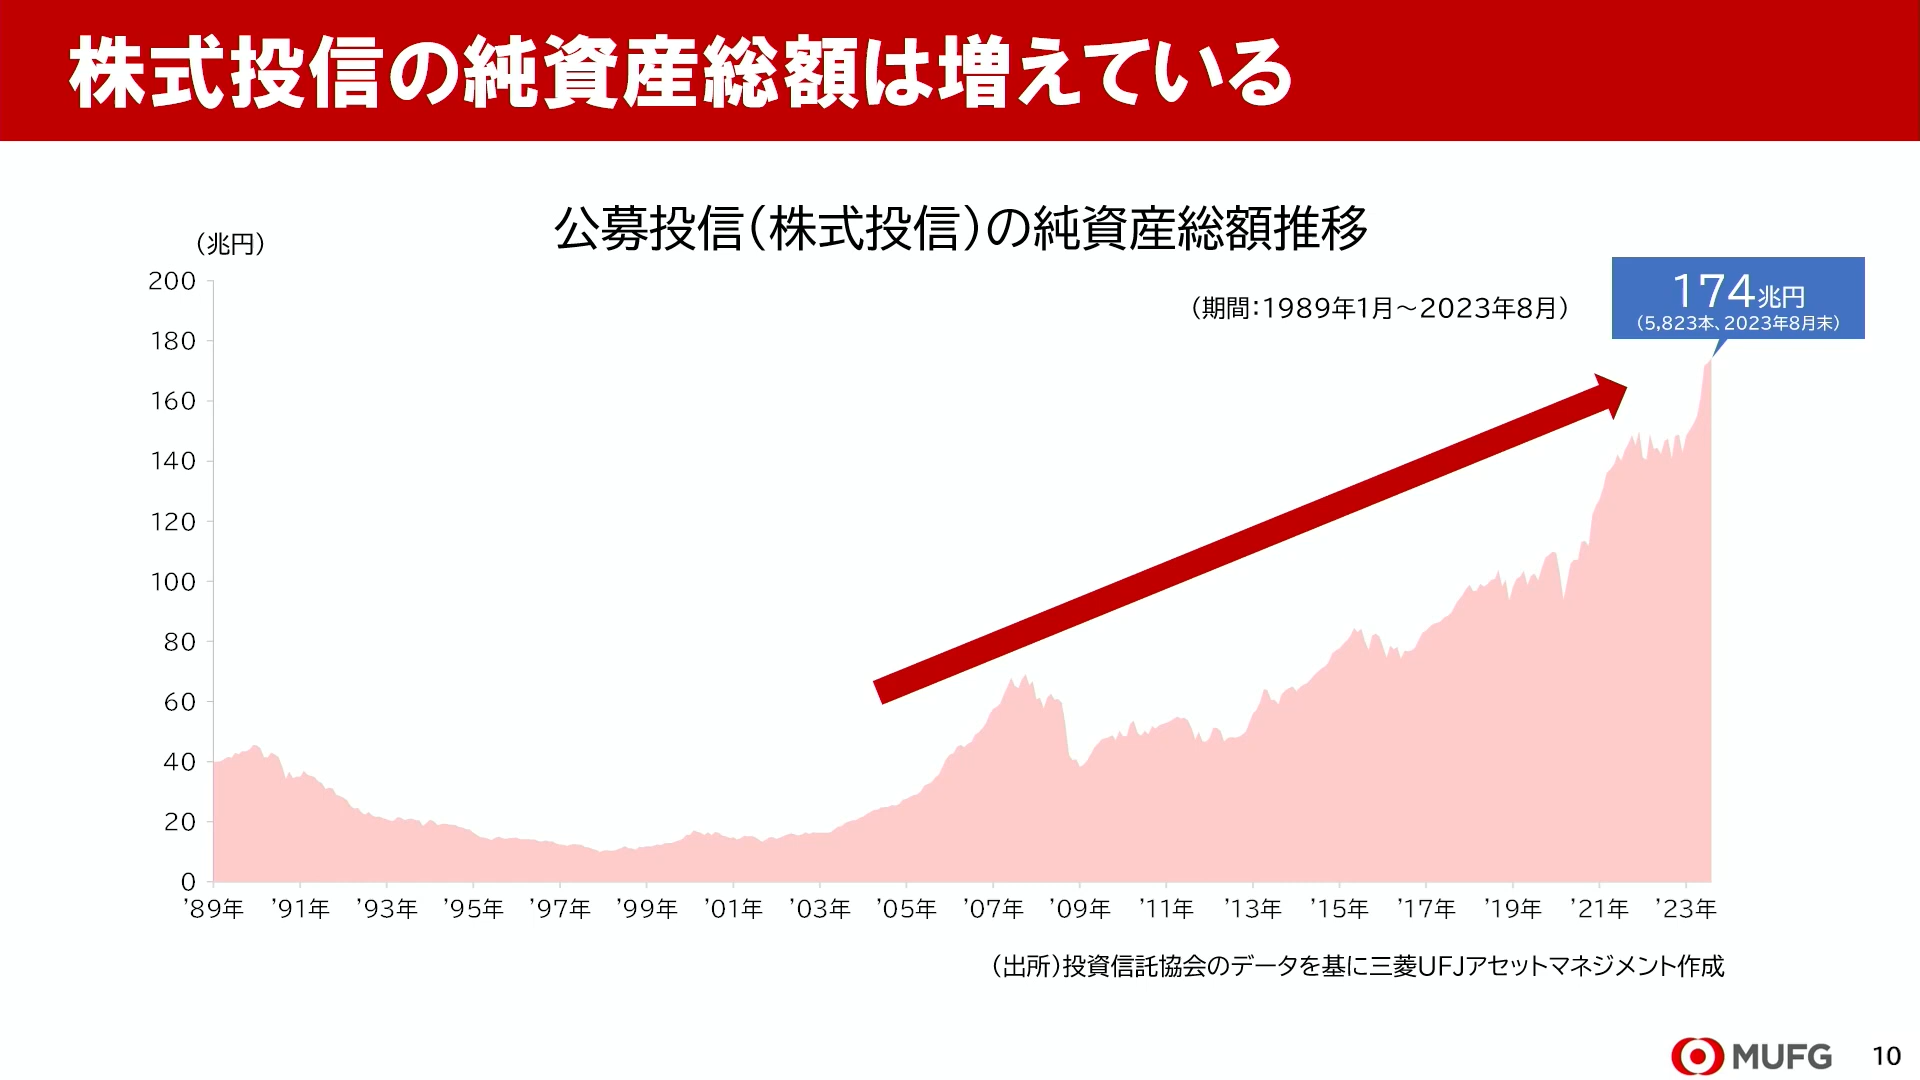 株式投信の純資産総額は増えている
公募投信(株式投信)の純資産総額推移
(兆円)
(期間:1989年1月～2023年8月)
174兆円
(5,823本、2023年8月末)
200
180
160
140
120
100
80
60
40
20
0
'89年 '91年 '93年 '95年 '97年 '99年 '01年 '03年 '05年 '07年 '09年 '11年 '13年 '15年 '17年 '19年 '21年 '23年
(出所)投資信託協会のデータを基に三菱UFJアセットマネジメント作成
MUFG 10